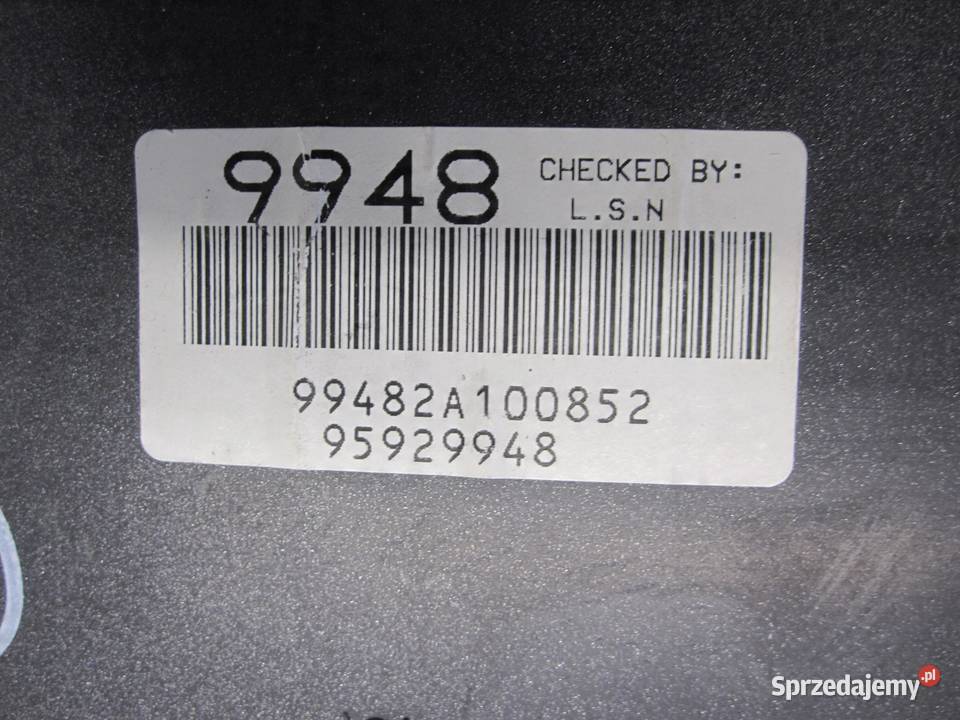 9948
CHECKED BY:
L.S.N
99482A100852
95929948
Sprzedajemy.pl